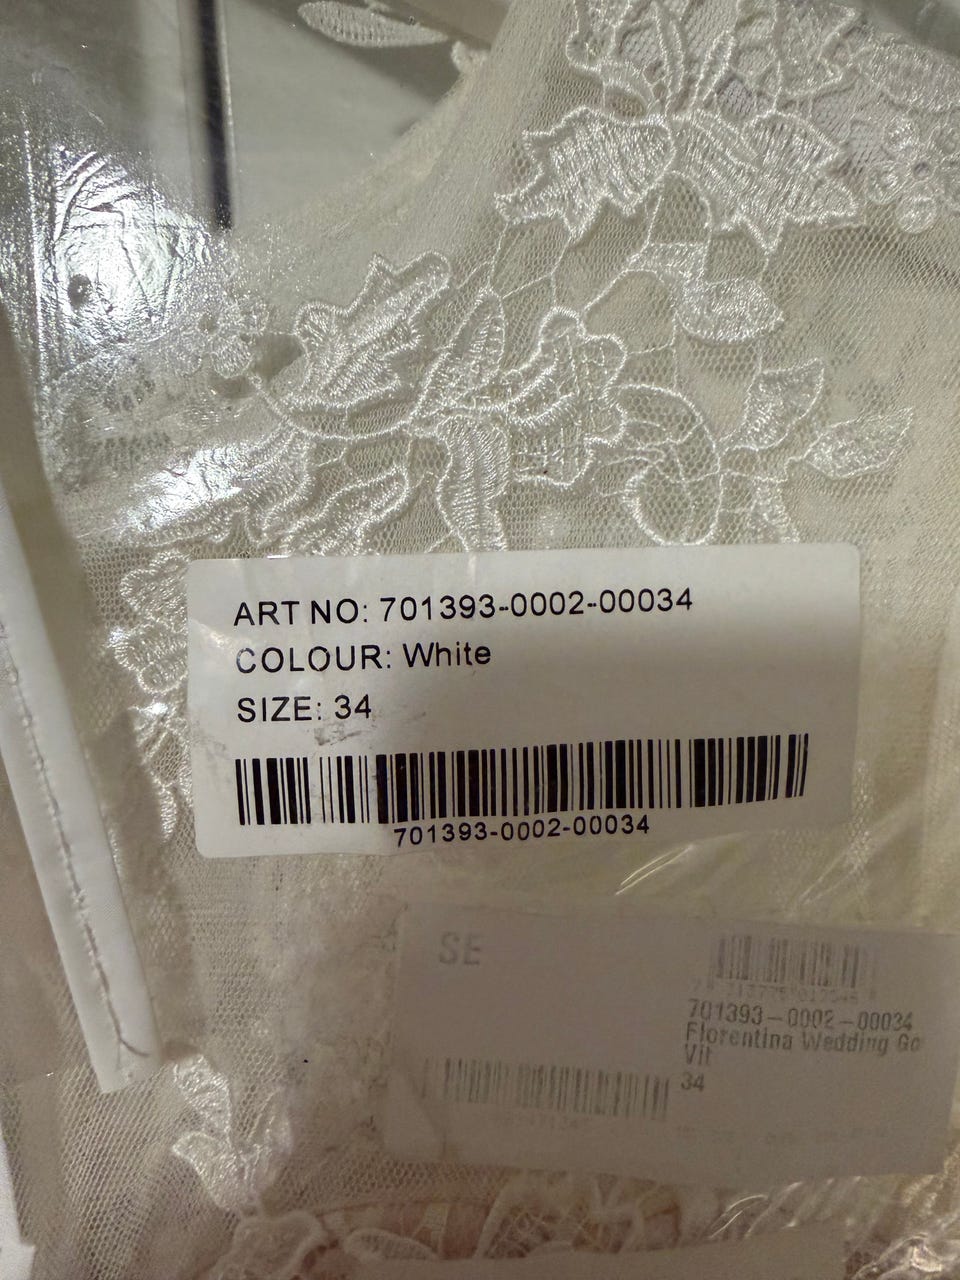 ART NO: 701393-0002-00034
COLOUR: White
SIZE: 34
701393-0002-00034
SE
701393-0002-00034
Florentina Wedding Go
Vit
34